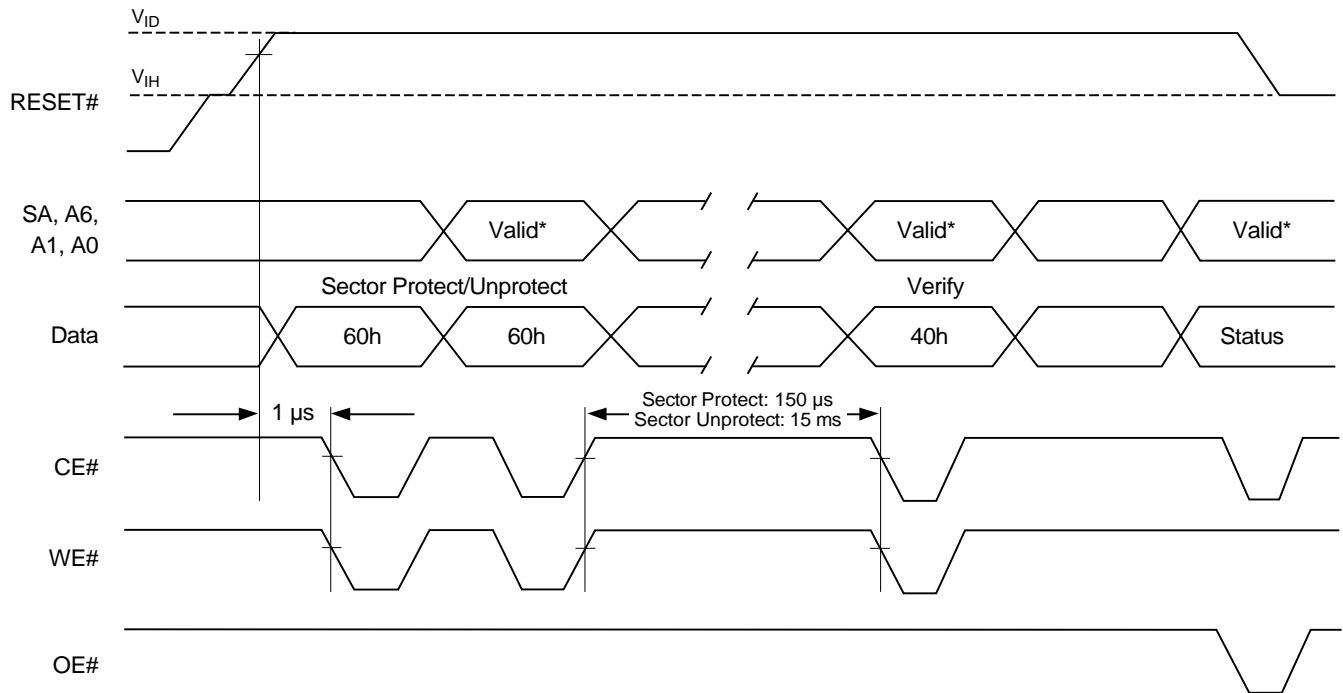 VID
VIH
RESET#
SA, A6,
A1, A0
Valid*
Valid*
Valid*
Sector Protect/Unprotect
Verify
Data
60h
60h
40h
Status
1 µs
Sector Protect: 150 µs
Sector Unprotect: 15 ms
CE#
WE#
OE#